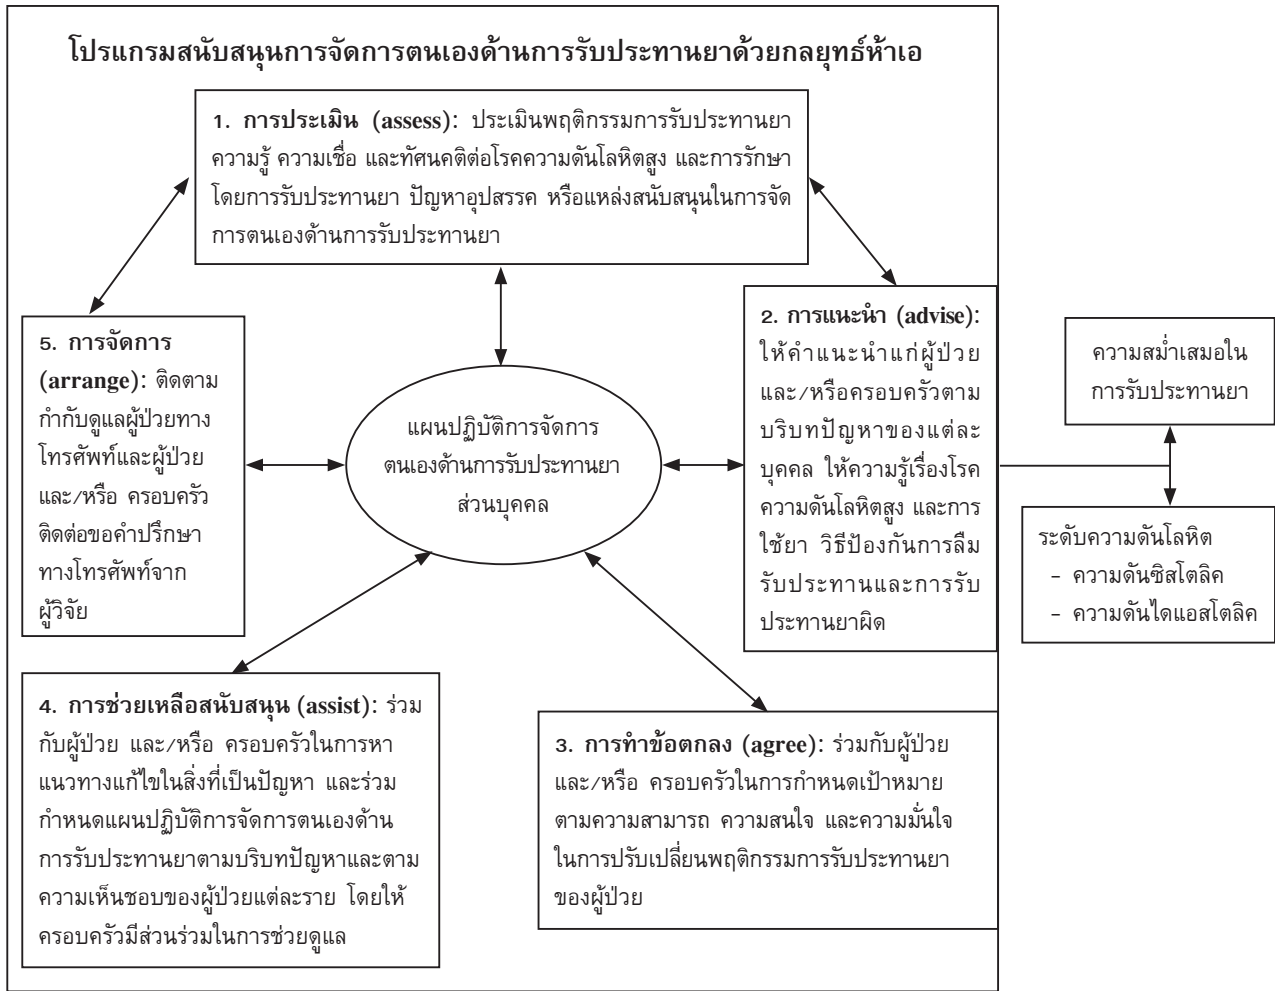 โปรแกรมสนับสนุนการจัดการตนเองด้านการรับประทานยาด้วยกลยุทธ์ห้าเอ
1. การประเมิน (assess): ประเมินพฤติกรรมการรับประทานยา
ความรู้ ความเชื่อ และทัศนคติต่อโรคความดันโลหิตสูง และการรักษา
โดยการรับประทานยา ปัญหาอุปสรรค หรือแหล่งสนับสนุนในการจัด
การตนเองด้านการรับประทานยา
2. การแนะนำ (advise):
ให้คำแนะนำแก่ผู้ป่วย
และ/หรือครอบครัวตาม
บริบทปัญหาของแต่ละ
บุคคล ให้ความรู้เรื่องโรค
ความดันโลหิตสูง และการ
ใช้ยา วิธีป้องกันการลืม
รับประทานและการรับ
ประทานยาผิด
5. การจัดการ
(arrange): ติดตาม
กำกับดูแลผู้ป่วยทาง
โทรศัพท์และผู้ป่วย
และ/หรือ ครอบครัว
ติดต่อขอคำปรึกษา
ทางโทรศัพท์จาก
ผู้วิจัย
แผนปฏิบัติการจัดการ
ตนเองด้านการรับประทานยา
ส่วนบุคคล
ความสม่ำเสมอใน
การรับประทานยา
ระดับความดันโลหิต
- ความดันซิสโตลิค
- ความดันไดแอสโตลิค
4. การช่วยเหลือสนับสนุน (assist): ร่วม
กับผู้ป่วย และ/หรือ ครอบครัวในการหา
แนวทางแก้ไขในสิ่งที่เป็นปัญหา และร่วม
กำหนดแผนปฏิบัติการจัดการตนเองด้าน
การรับประทานยาตามบริบทปัญหาและตาม
ความเห็นชอบของผู้ป่วยแต่ละราย โดยให้
ครอบครัวมีส่วนร่วมในการช่วยดูแล
3. การทำข้อตกลง (agree): ร่วมกับผู้ป่วย
และ/หรือ ครอบครัวในการกำหนดเป้าหมาย
ตามความสามารถ ความสนใจ และความมั่นใจ
ในการปรับเปลี่ยนพฤติกรรมการรับประทานยา
ของผู้ป่วย